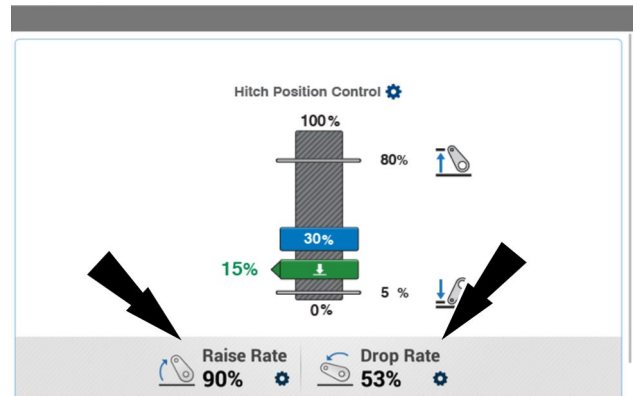 Hitch Position Control
100%
80%
30%
15%
5 %
0%
Raise Rate
90%
Drop Rate
53%